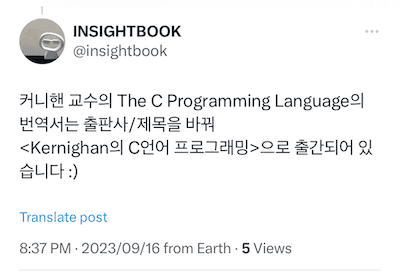 INSIGHTBOOK
@insightbook
커니핸 교수의 The C Programming Language의
번역서는 출판사/제목을 바꿔
<Kernighan의 C언어 프로그래밍>으로 출간되어 있
습니다 :)
Translate post
8:37 PM · 2023/09/16 from Earth · 5 Views